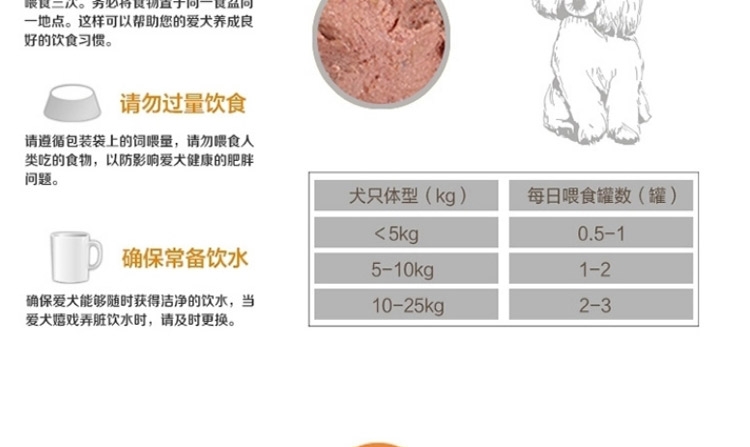 喂食三次。务必将食物置于同一食盆同
一地点。这样可以帮助您的爱犬养成良
好的饮食习惯。
请勿过量饮食
请遵循包装袋上的饲喂量，请勿喂食人
类吃的食物，以防影响爱犬健康的肥胖
问题。
确保常备饮水
确保爱犬能够随时获得洁净的饮水，当
爱犬嬉戏弄脏饮水时，请及时更换。
犬只体型（kg） 每日喂食罐数（罐）
＜5kg 0.5-1
5-10kg 1-2
10-25kg 2-3